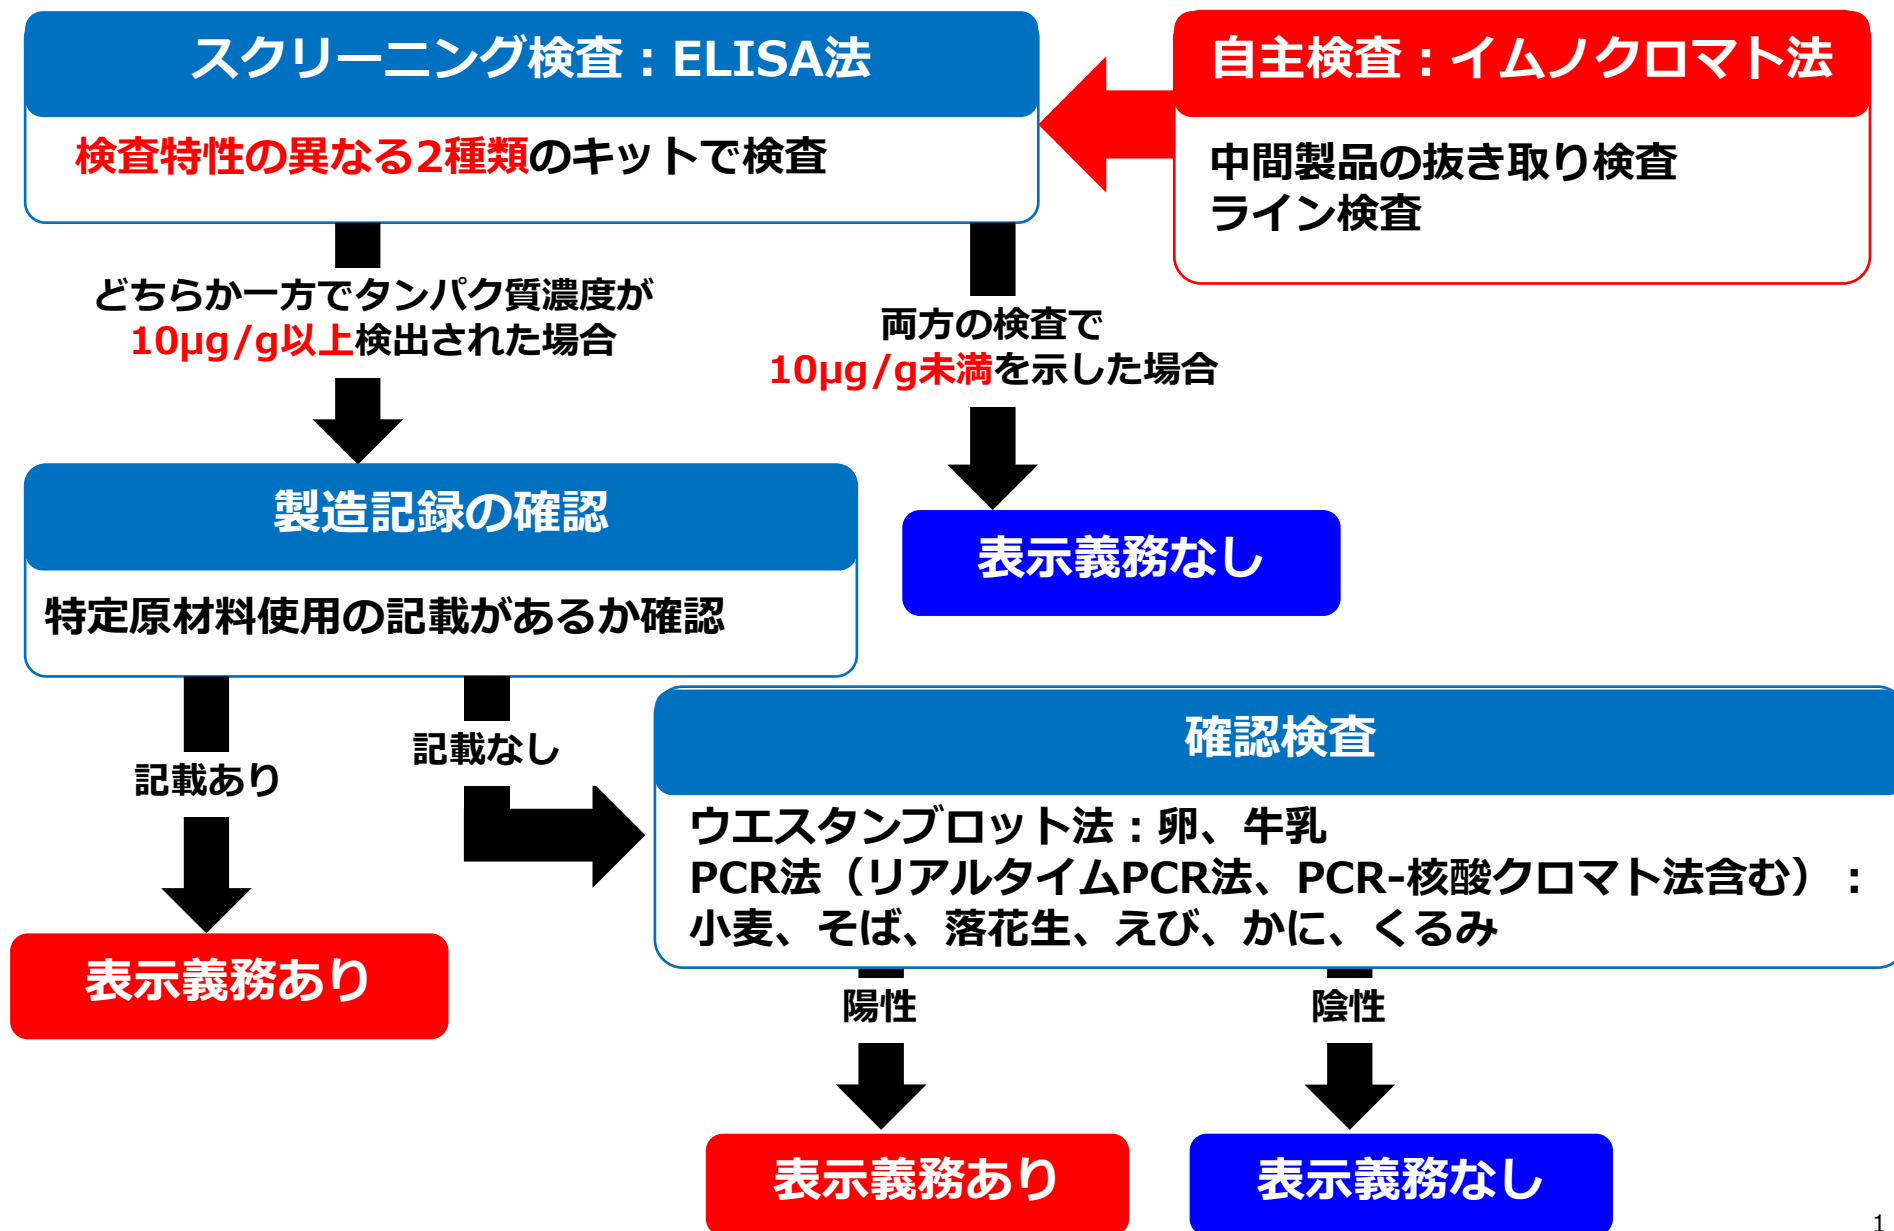 スクリーニング検査：ELISA法
検査特性の異なる2種類のキットで検査
自主検査：イムノクロマト法
中間製品の抜き取り検査
ライン検査
どちらか一方でタンパク質濃度が
10μg/g以上検出された場合
両方の検査で
10μg/g未満を示した場合
製造記録の確認
特定原材料使用の記載があるか確認
表示義務なし
記載あり
記載なし
確認検査
ウエスタンブロット法：卵、牛乳
PCR法（リアルタイムPCR法、PCR-核酸クロマト法含む）：
小麦、そば、落花生、えび、かに、くるみ
表示義務あり
陽性
陰性
表示義務あり
表示義務なし
1